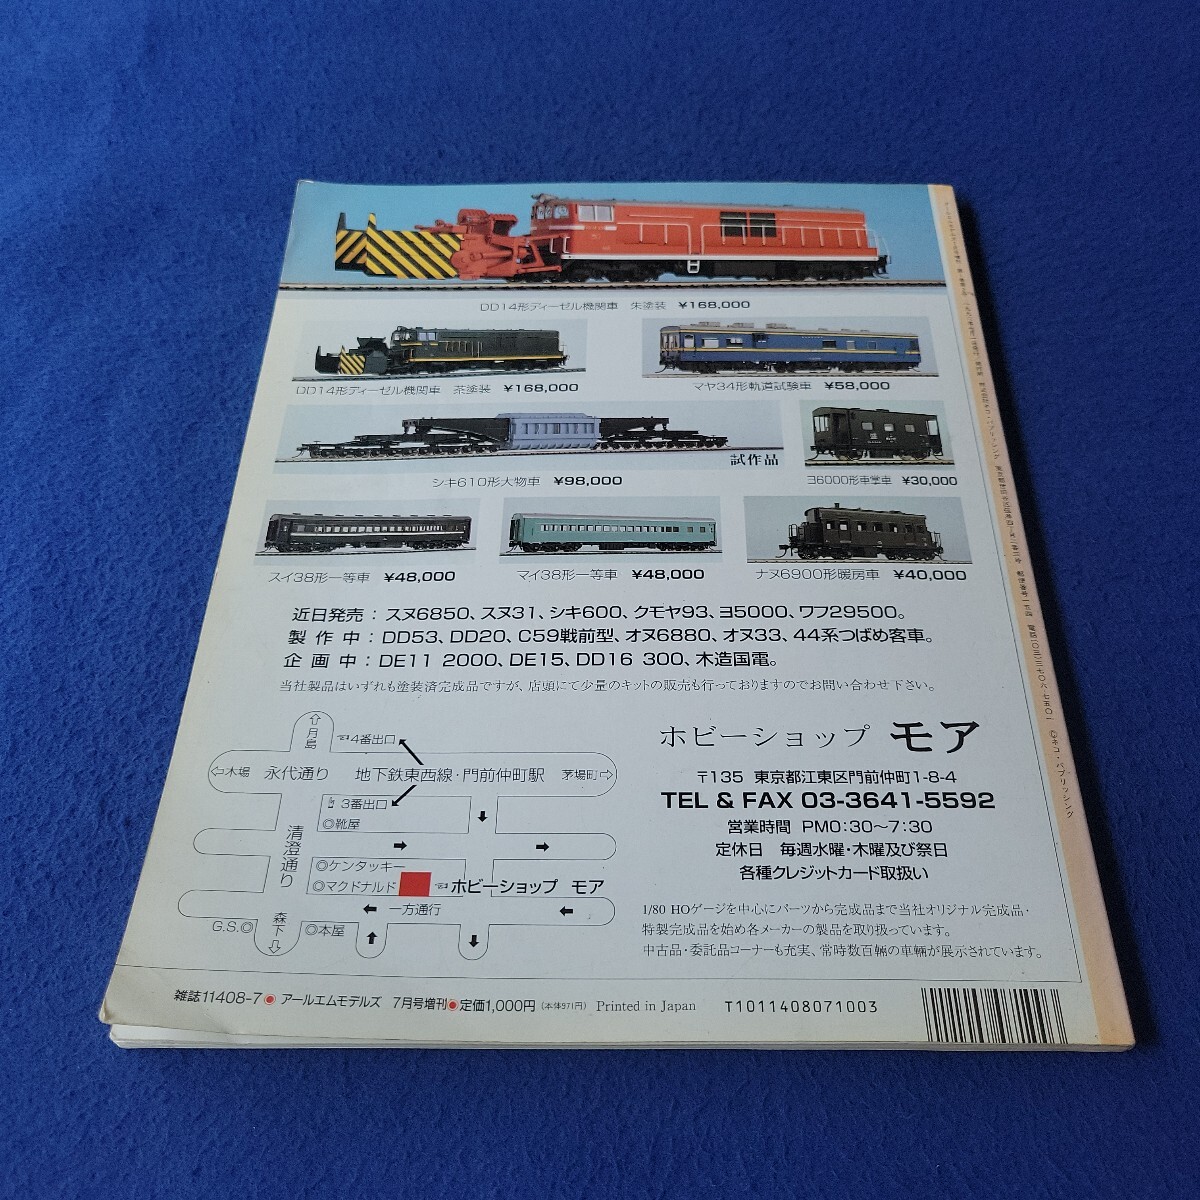 DD14形ディーゼル機関車 朱塗装 ¥168,000
DD14形ディーゼル機関車 茶塗装 ¥168,000
マヤ34形軌道試験車 ¥58,000
試作品
シキ610形大物車 ¥98,000
ヨ6000形車掌車 ¥30,000
スイ38形一等車 ¥48,000
マイ38形一等車 ¥48,000
ナヌ6900形暖房車 ¥40,000
近日発売：スヌ6850、スヌ31、シキ600、クモヤ93、ヨ5000、ワフ29500。
製作中：DD53、DD20、C59戦前型、オヌ6880、オヌ33、44系つばめ客車。
企画中：DE11 2000、DE15、DD16 300、木造国電。
当社製品はいずれも塗装済完成品ですが、店頭にて少量のキットの販売も行っておりますのでお問い合わせ下さい。
月島
4番出口
木場 永代通り 地下鉄東西線・門前仲町駅 茅場町
3番出口
◎靴屋
清澄通り
◎ケンタッキー
◎マクドナルド
ホビーショップ モア
一方通行
G.S.◎
森下
◎本屋
ホビーショップ モア
〒135 東京都江東区門前仲町1-8-4
TEL & FAX 03-3641-5592
営業時間 PM0:30〜7:30
定休日 毎週水曜・木曜及び祭日
各種クレジットカード取扱い
1/80 HOゲージを中心にパーツから完成品まで当社オリジナル完成品・
特製完成品を始め各メーカーの製品を取り扱っています。
中古品・委託品コーナーも充実、常時数百輛の車輛が展示されています。
雑誌11408-7 アールエムモデルズ 7月号増刊 定価1,000円 (本体971円) Printed in Japan T1011408071003